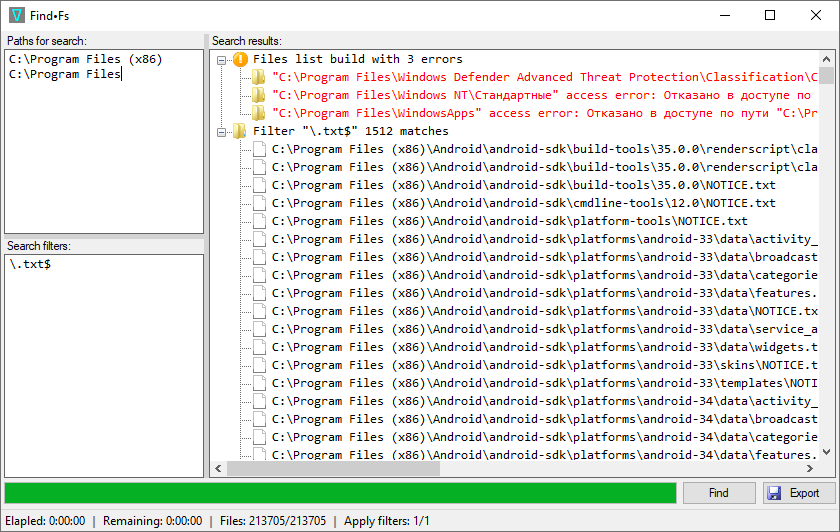 Find•Fs
Paths for search:
C:\Program Files (x86)
C:\Program Files
Search filters:
\.txt$
Search results:
Files list build with 3 errors
"C:\Program Files\Windows Defender Advanced Threat Protection\Classification\C
"C:\Program Files\Windows NT\Стандартные" access error: Отказано в доступе по
"C:\Program Files\WindowsApps" access error: Отказано в доступе по пути "C:\Pr
Filter "\.txt$" 1512 matches
C:\Program Files (x86)\Android\android-sdk\build-tools\35.0.0\renderscript\cla
C:\Program Files (x86)\Android\android-sdk\build-tools\35.0.0\renderscript\cla
C:\Program Files (x86)\Android\android-sdk\build-tools\35.0.0\NOTICE.txt
C:\Program Files (x86)\Android\android-sdk\cmdline-tools\12.0\NOTICE.txt
C:\Program Files (x86)\Android\android-sdk\platform-tools\NOTICE.txt
C:\Program Files (x86)\Android\android-sdk\platforms\android-33\data\activity_
C:\Program Files (x86)\Android\android-sdk\platforms\android-33\data\broadcast
C:\Program Files (x86)\Android\android-sdk\platforms\android-33\data\categorie
C:\Program Files (x86)\Android\android-sdk\platforms\android-33\data\features.
C:\Program Files (x86)\Android\android-sdk\platforms\android-33\data\NOTICE.tx
C:\Program Files (x86)\Android\android-sdk\platforms\android-33\data\service_a
C:\Program Files (x86)\Android\android-sdk\platforms\android-33\data\widgets.t
C:\Program Files (x86)\Android\android-sdk\platforms\android-33\skins\NOTICE.t
C:\Program Files (x86)\Android\android-sdk\platforms\android-33\templates\NOTI
C:\Program Files (x86)\Android\android-sdk\platforms\android-34\data\activity_
C:\Program Files (x86)\Android\android-sdk\platforms\android-34\data\broadcast
C:\Program Files (x86)\Android\android-sdk\platforms\android-34\data\categorie
C:\Program Files (x86)\Android\android-sdk\platforms\android-34\data\features.
Find
Export
Elapled: 0:00:00 | Remaining: 0:00:00 | Files: 213705/213705 | Apply filters: 1/1